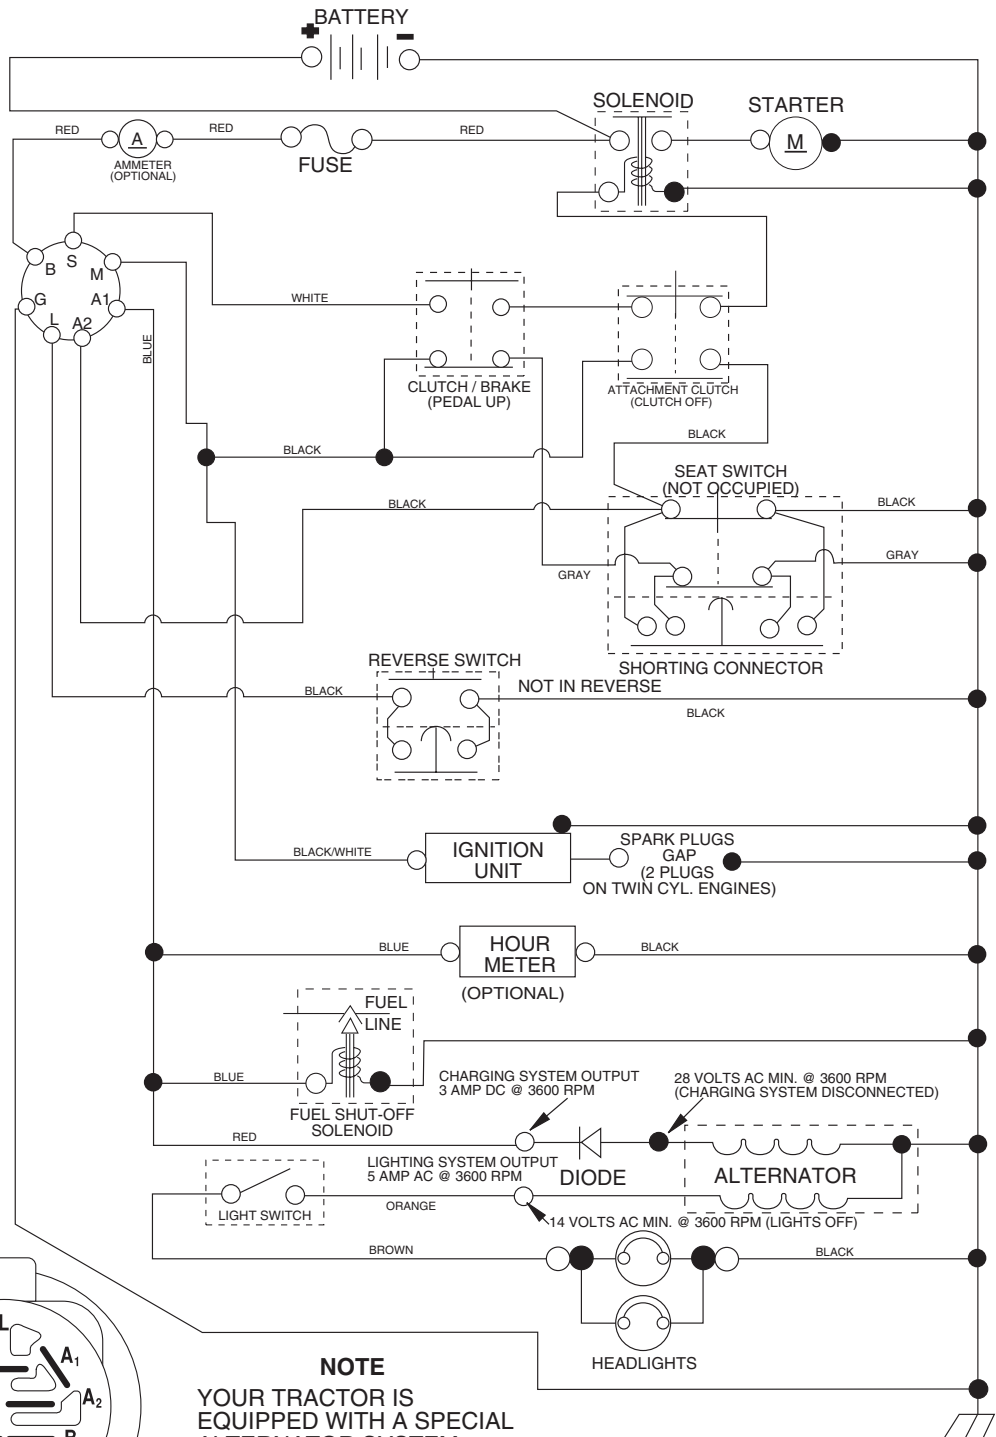 BATTERY
+
-
SOLENOID
STARTER
RED
A
RED
RED
M
AMMETER
(OPTIONAL)
FUSE
B
S
M
G
A1
L
A2
WHITE
BLUE
CLUTCH / BRAKE
(PEDAL UP)
ATTACHMENT CLUTCH
(CLUTCH OFF)
BLACK
BLACK
SEAT SWITCH
(NOT OCCUPIED)
BLACK
BLACK
GRAY
GRAY
SHORTING CONNECTOR
REVERSE SWITCH
NOT IN REVERSE
BLACK
BLACK
BLACK/WHITE
IGNITION
UNIT
SPARK PLUGS
GAP
(2 PLUGS
ON TWIN CYL. ENGINES)
BLUE
HOUR
METER
BLACK
(OPTIONAL)
FUEL
LINE
BLUE
FUEL SHUT-OFF
SOLENOID
CHARGING SYSTEM OUTPUT
3 AMP DC @ 3600 RPM
28 VOLTS AC MIN. @ 3600 RPM
(CHARGING SYSTEM DISCONNECTED)
RED
DIODE
ALTERNATOR
LIGHTING SYSTEM OUTPUT
5 AMP AC @ 3600 RPM
LIGHT SWITCH
ORANGE
14 VOLTS AC MIN. @ 3600 RPM (LIGHTS OFF)
BROWN
BLACK
HEADLIGHTS
L
A1
A2
NOTE
YOUR TRACTOR IS
EQUIPPED WITH A SPECIAL
ALTERNATOR SYSTEM